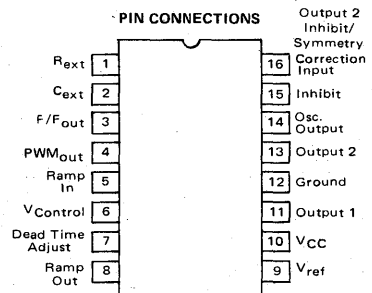 PIN CONNECTIONS
Output 2
Inhibit/
Symmetry
Correction
Input
Rext 1
Cext 2
F/Fout 3
PWMout 4
Ramp
In 5
VControl 6
Dead Time
Adjust 7
Ramp
Out 8
16
15 Inhibit
14 Osc.
Output
13 Output 2
12 Ground
11 Output 1
10 VCC
9 Vref